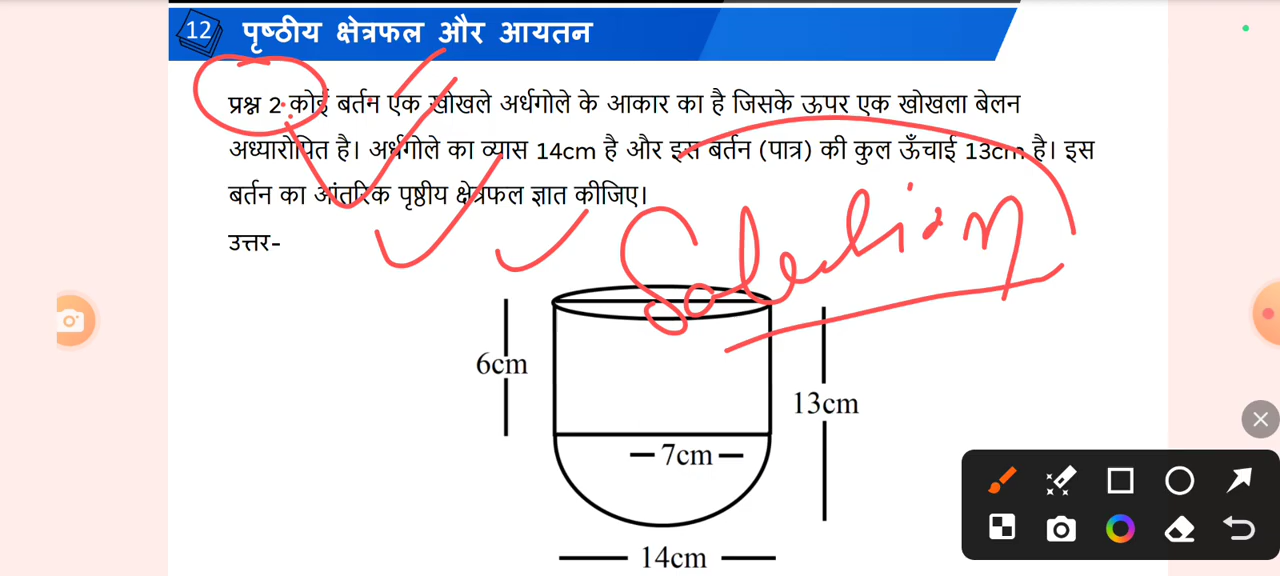 12 पृष्ठीय क्षेत्रफल और आयतन
प्रश्न 2. कोई बर्तन एक खोखले अर्धगोले के आकार का है जिसके ऊपर एक खोखला बेलन
अध्यारोपित है। अर्धगोले का व्यास 14cm है और इस बर्तन (पात्र) की कुल ऊँचाई 13cm है। इस
बर्तन का आंतरिक पृष्ठीय क्षेत्रफल ज्ञात कीजिए।
उत्तर-
Solution
6cm
13cm
7cm
14cm